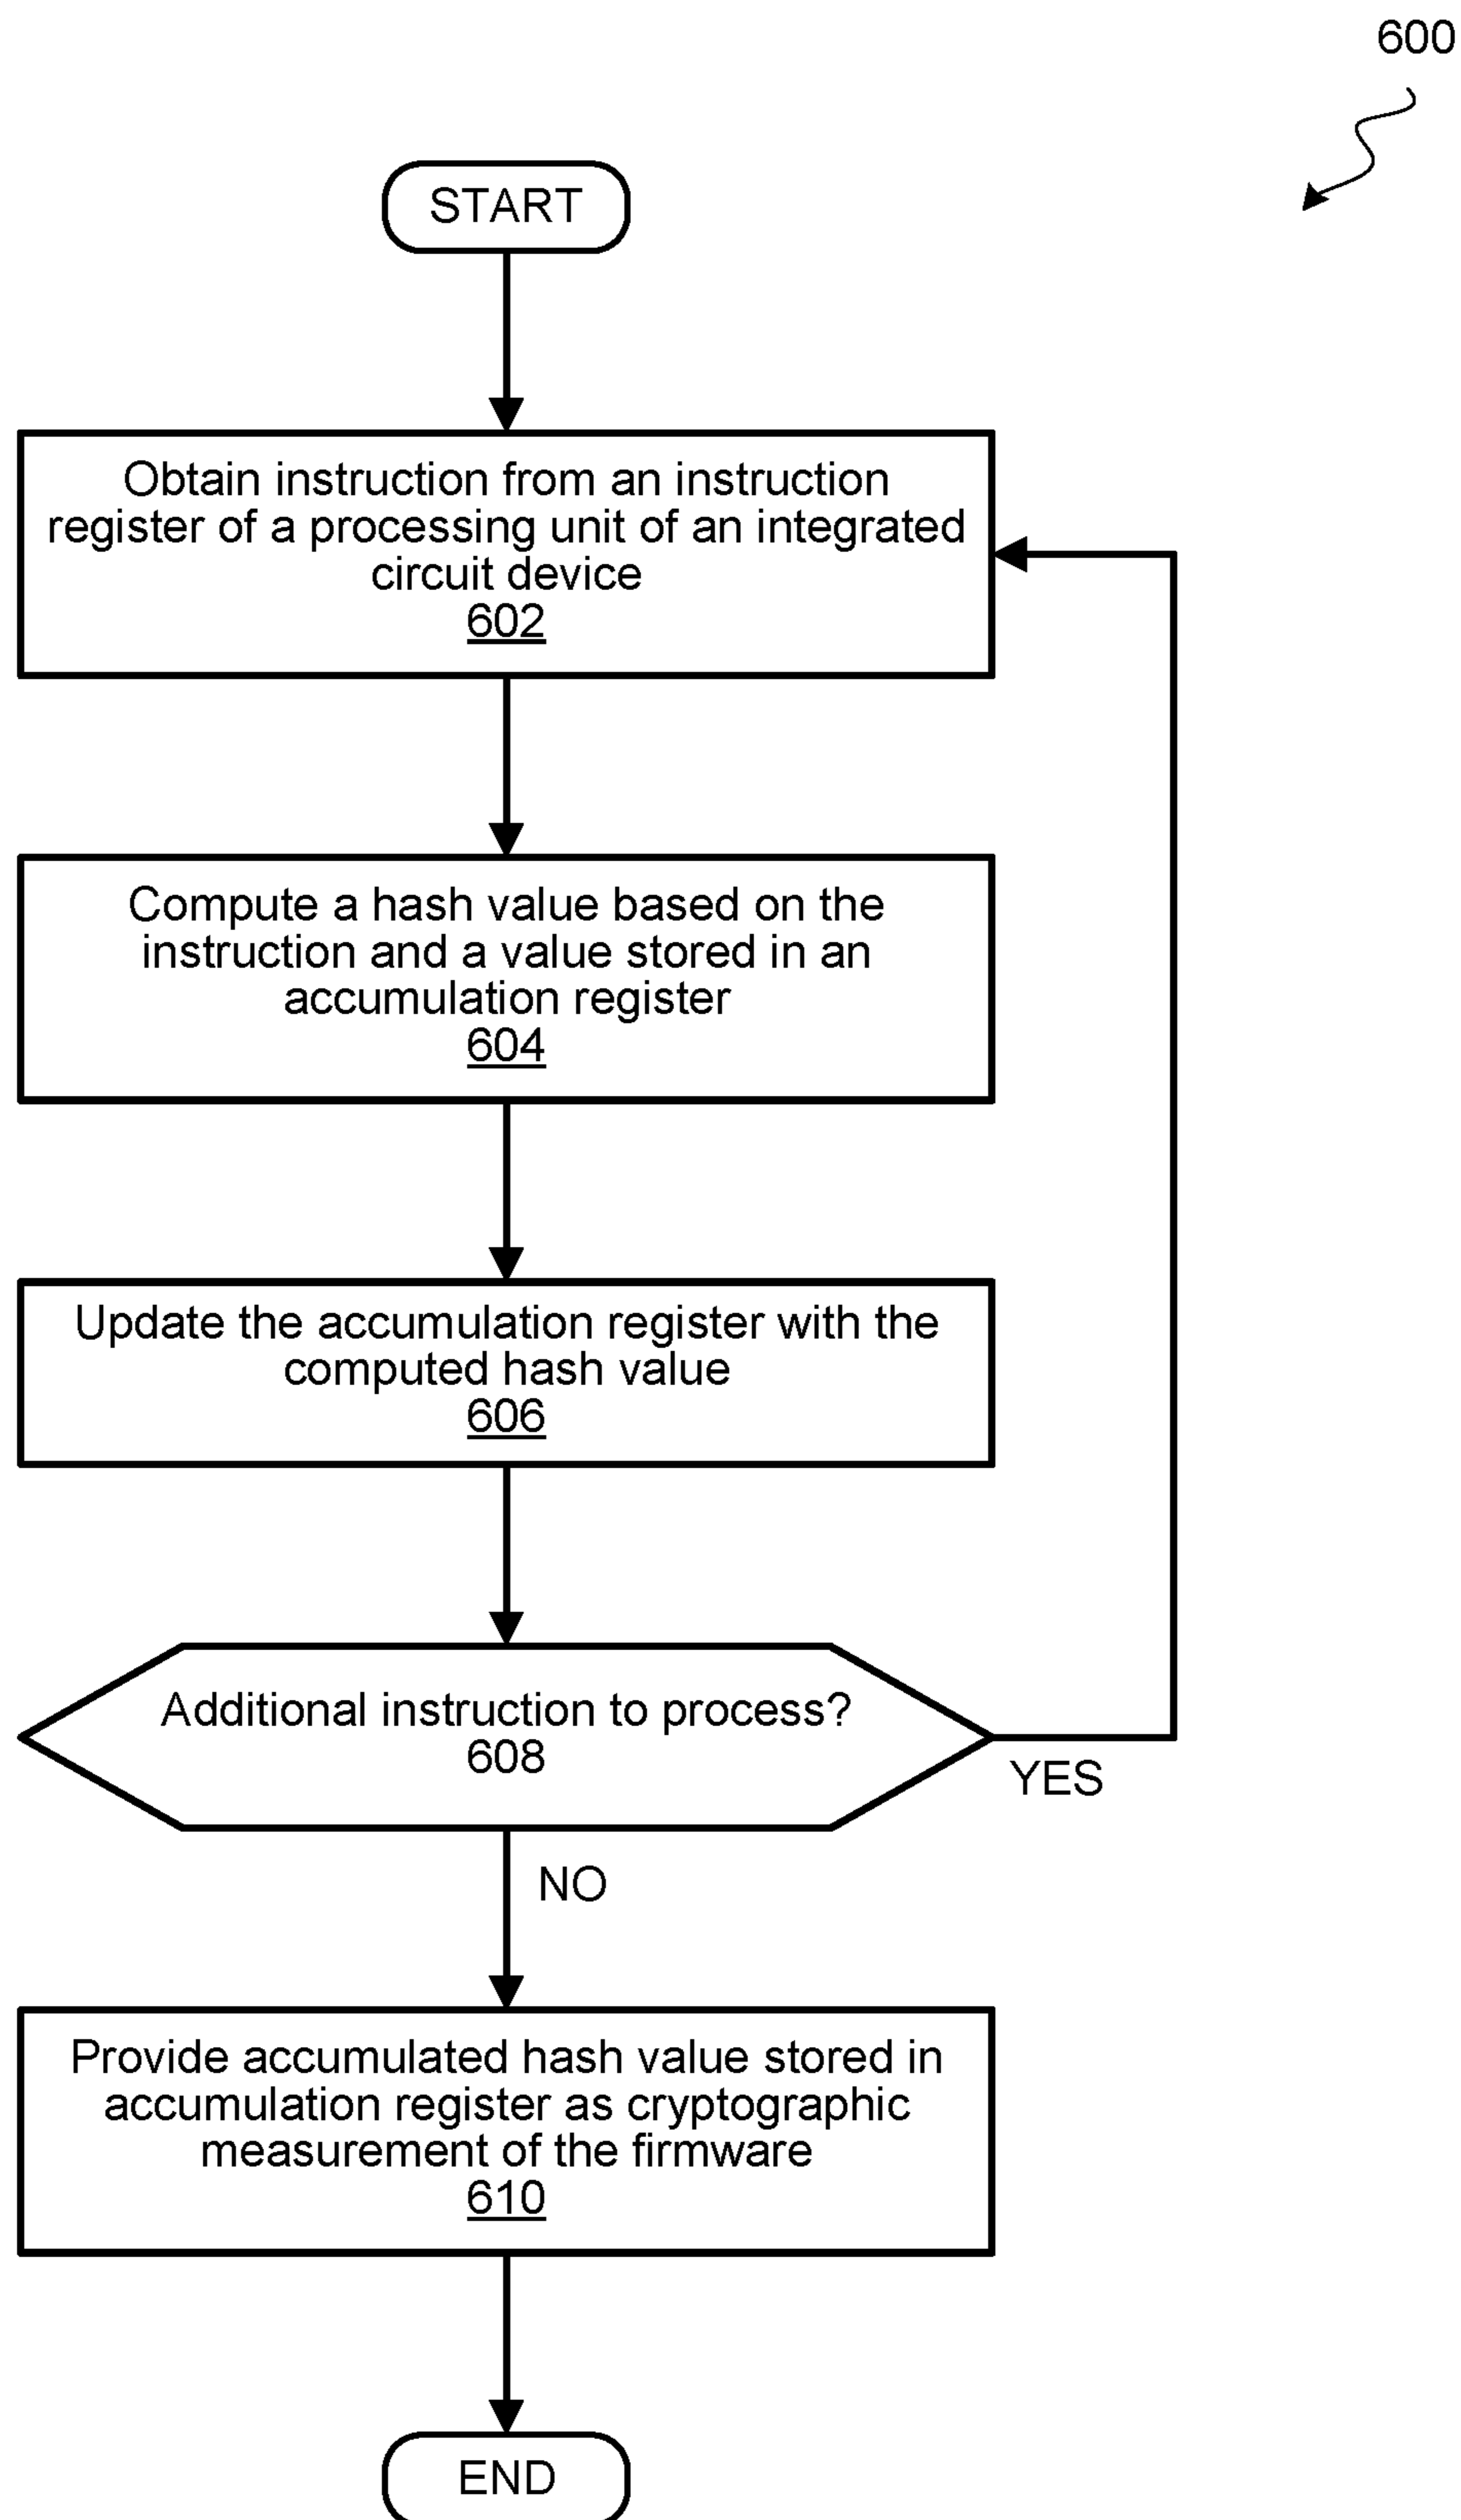 600
START
Obtain instruction from an instruction
register of a processing unit of an integrated
circuit device
602
Compute a hash value based on the
instruction and a value stored in an
accumulation register
604
Update the accumulation register with the
computed hash value
606
Additional instruction to process?
608
YES
NO
Provide accumulated hash value stored in
accumulation register as cryptographic
measurement of the firmware
610
END